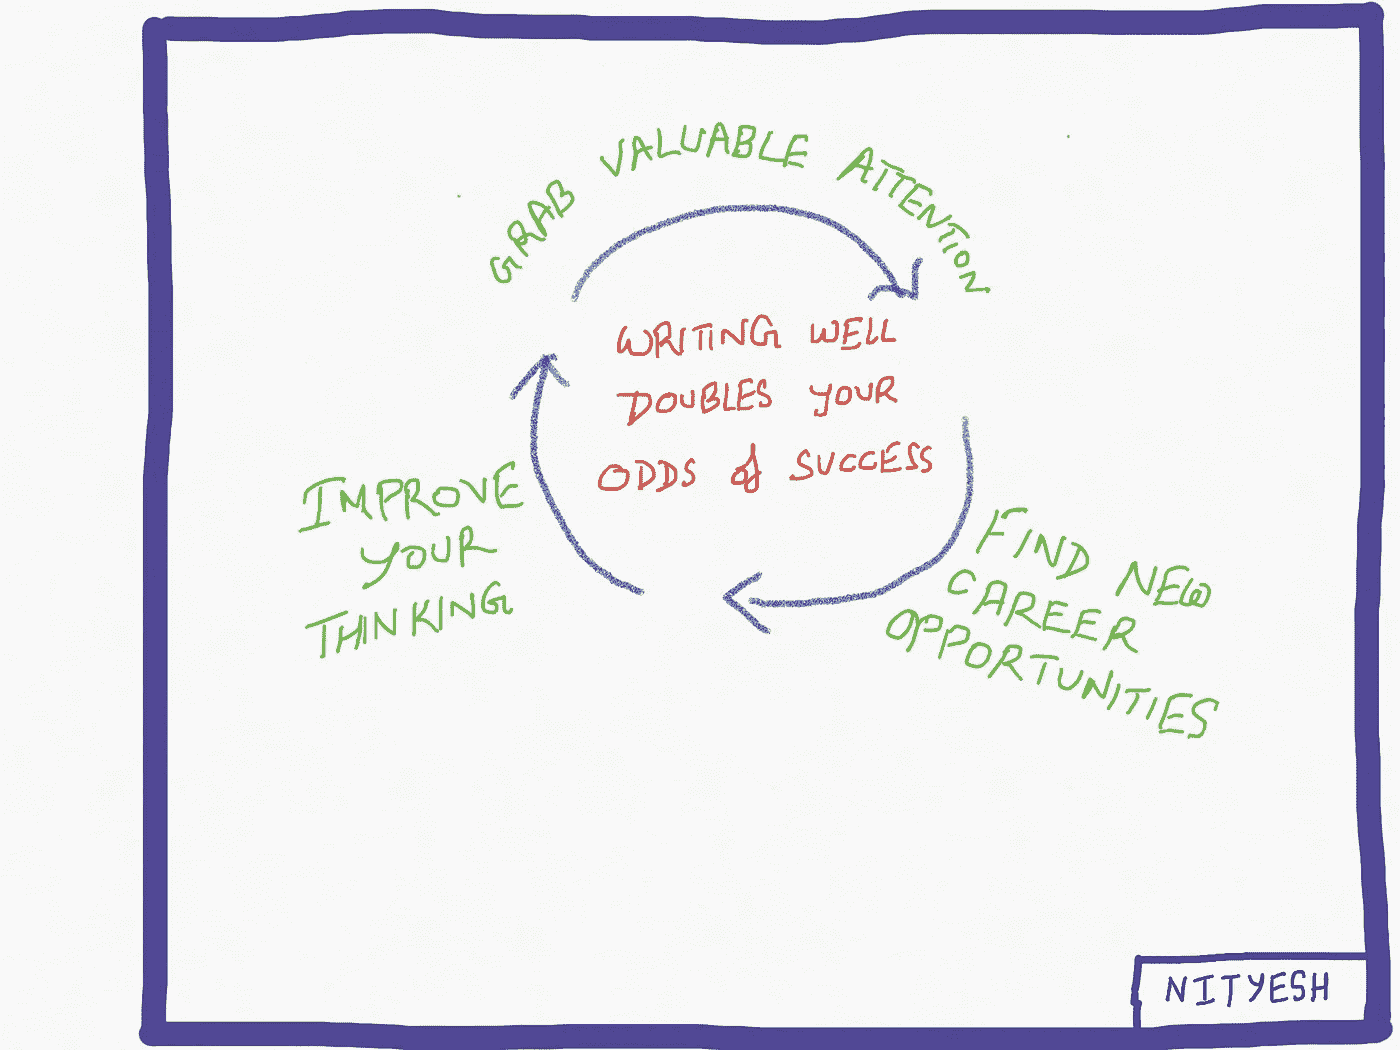 GRAB VALUABLE ATTENTION
WRITING WELL
DOUBLES YOUR
ODDS of SUCCESS
IMPROVE
YOUR
THINKING
FIND NEW
CAREER
OPPORTUNITIES
NITYESH